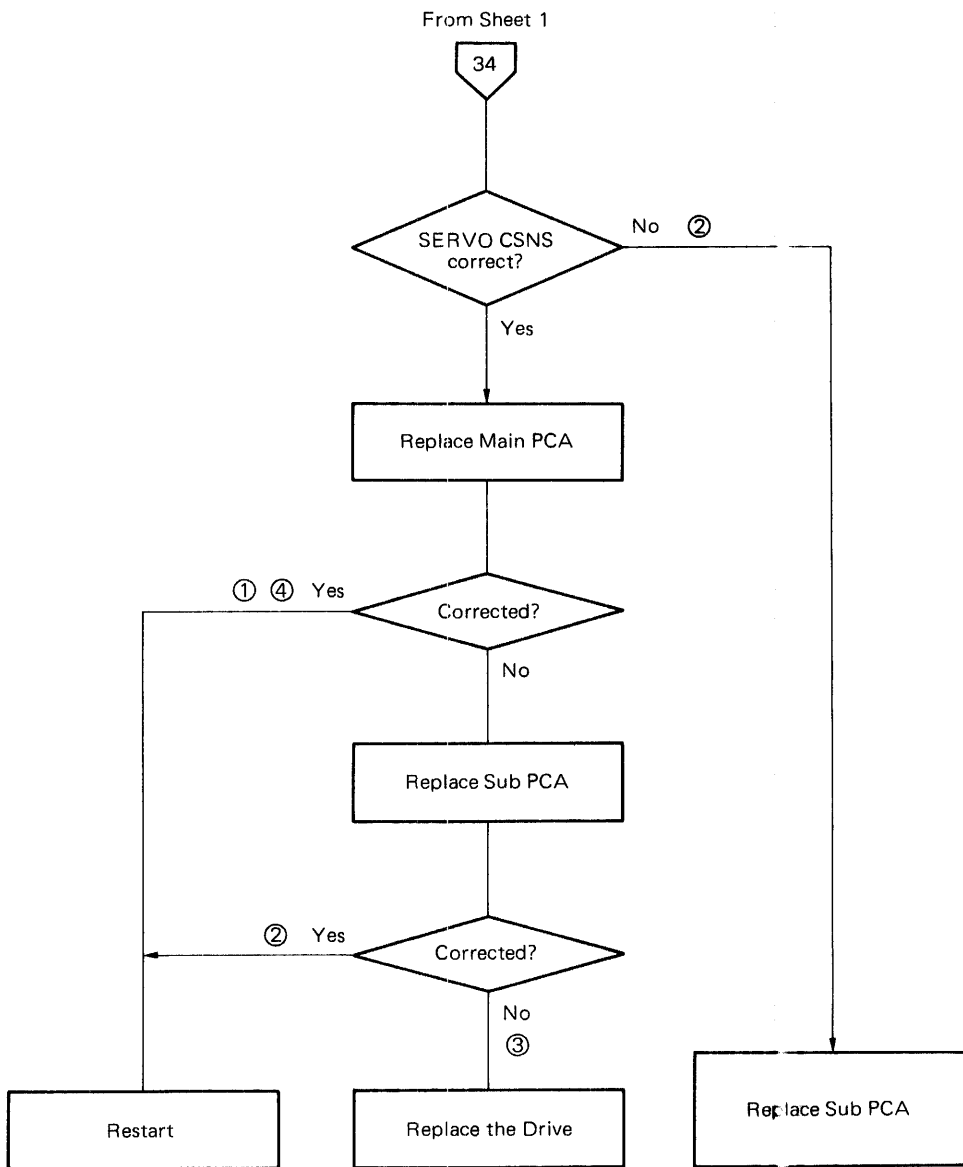 From Sheet 1
34
SERVO CSNS
correct?
No ②
Yes
Replace Main PCA
① ④ Yes
Corrected?
No
Replace Sub PCA
② Yes
Corrected?
No
③
Restart
Replace the Drive
Replace Sub PCA